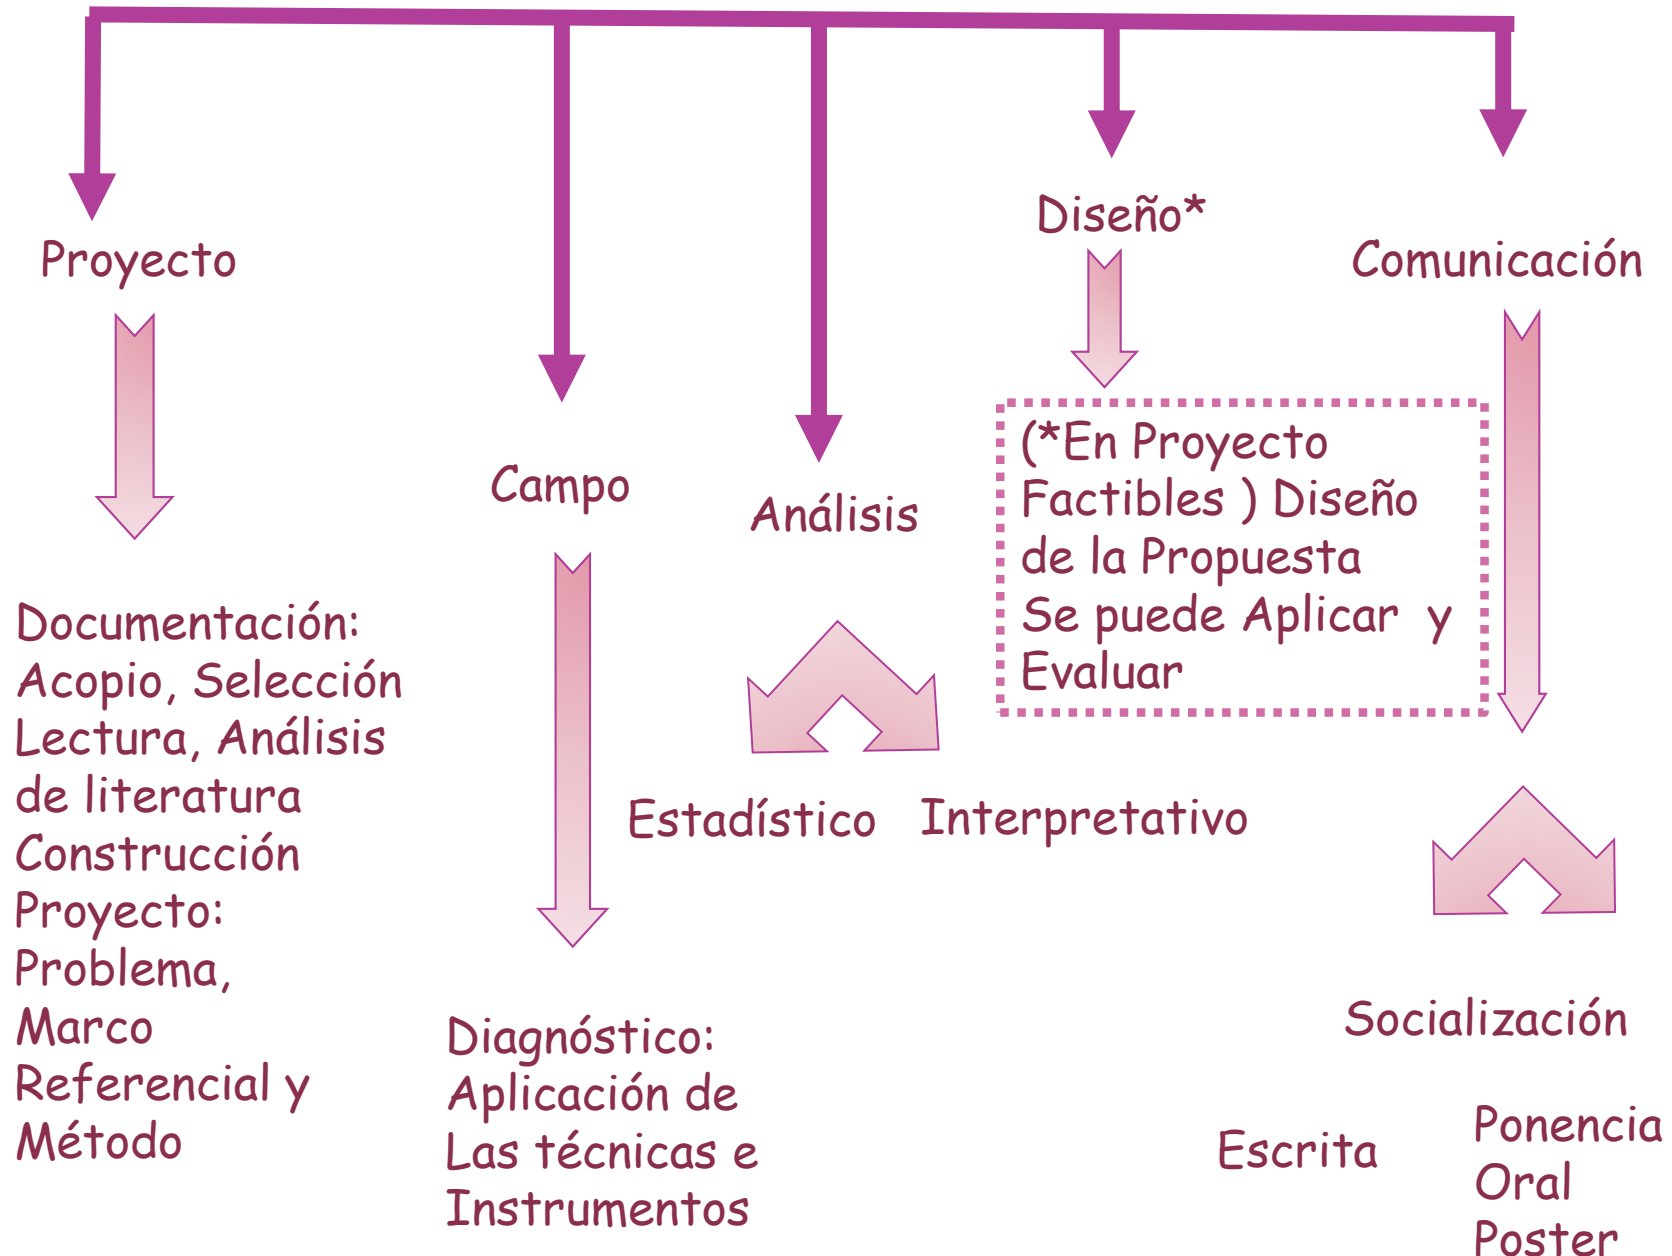 Proyecto
Documentación:
Acopio, Selección
Lectura, Análisis
de literatura
Construcción
Proyecto:
Problema,
Marco
Referencial y
Método
Campo
Diagnóstico:
Aplicación de
Las técnicas e
Instrumentos
Análisis
Estadístico
Interpretativo
Diseño*
(*En Proyecto
Factibles ) Diseño
de la Propuesta
Se puede Aplicar y
Evaluar
Comunicación
Socialización
Escrita
Ponencia
Oral
Poster